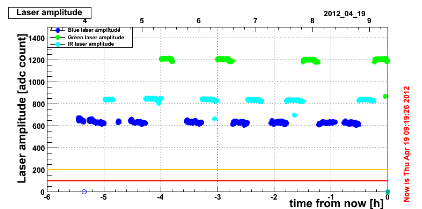 Laser amplitude
2012_04_19
4 5 6 7 8 9
Blue laser amplitude
Green laser amplitude
IR laser amplitude
Laser amplitude [adc count]
1400
1200
1000
800
600
400
200
0
-6 -5 -4 -3 -2 -1 0
time from now [h]
Now is Thu Apr 19 09:19:26 2012